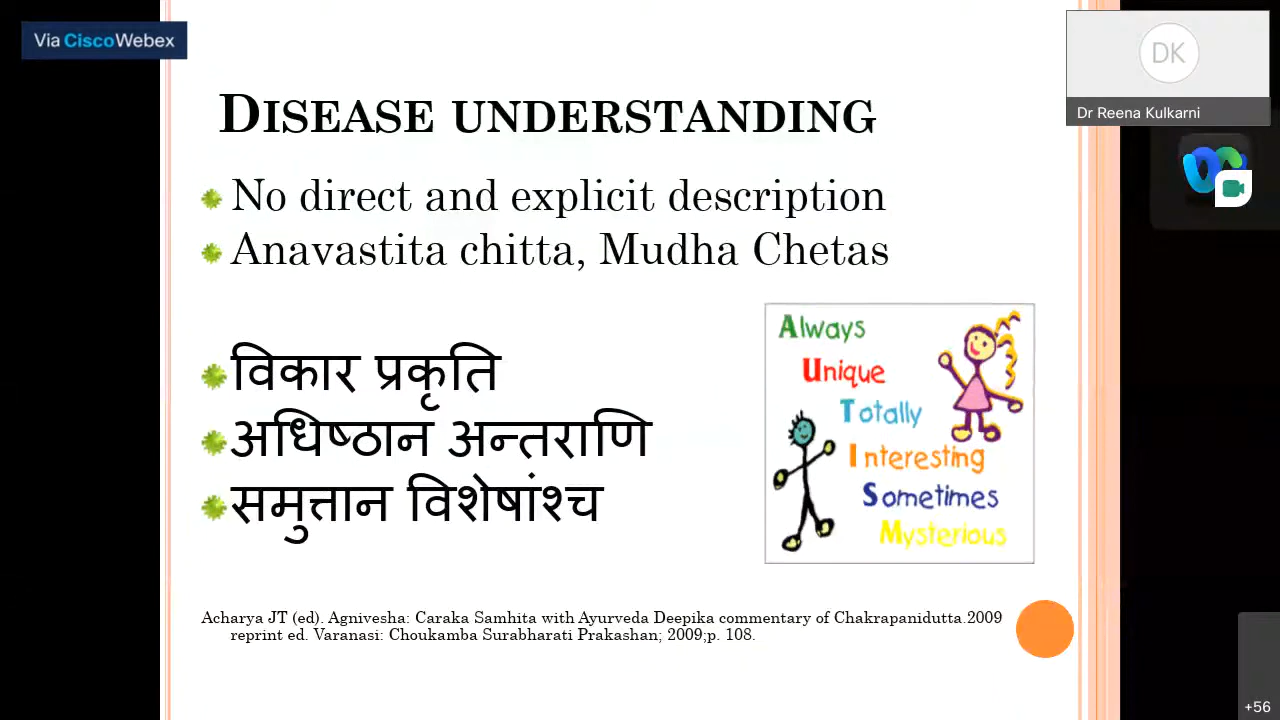 Via CiscoWebex
DK
Dr Reena Kulkarni
DISEASE UNDERSTANDING
No direct and explicit description
Anavastita chitta, Mudha Chetas
विकार प्रकृति
अधिष्ठान अन्तराणि
समुत्तान विशेषांश्च
Always
Unique
Totally
Interesting
Sometimes
Mysterious
Acharya JT (ed). Agnivesha: Caraka Samhita with Ayurveda Deepika commentary of Chakrapanidutta.2009
reprint ed. Varanasi: Choukamba Surabharati Prakashan; 2009;p. 108.
+56